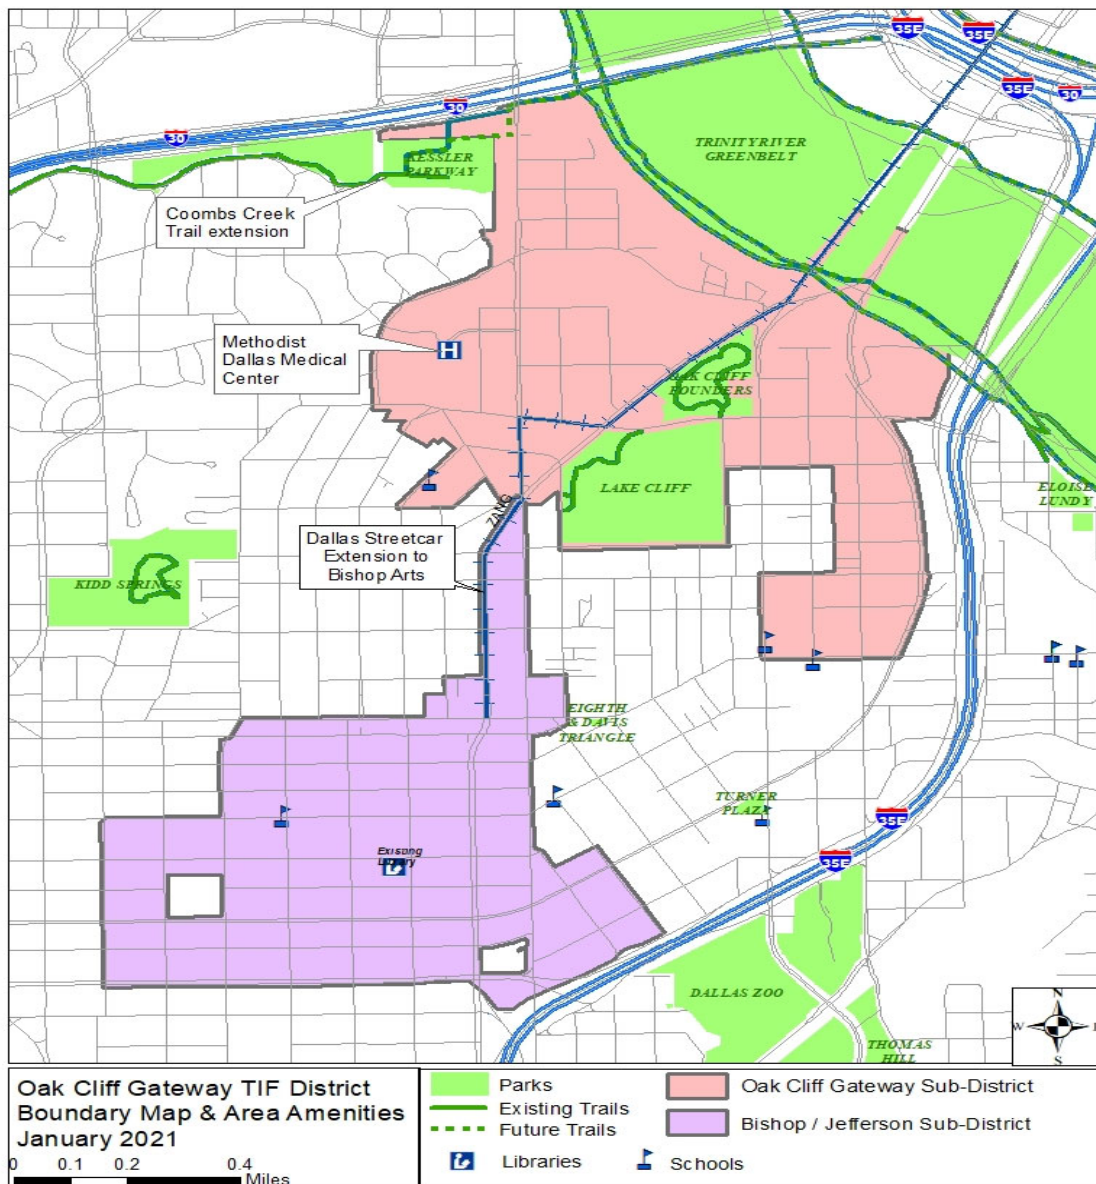 35E
35E
30
35E
30
30
TRINITYRIVER
GREENBELT
KESSLER
PARKWAY
Coombs Creek
Trail extension
Methodist
Dallas Medical
Center
H
OAK CLIFF
FOUNDERS
LAKE CLIFF
ELOISE
LUNDY
ZANG
Dallas Streetcar
Extension to
Bishop Arts
KIDD SPRINGS
EIGHTH
& DAVIS
TRIANGLE
TURNER
PLAZA
35E
35E
Existing
Library
DALLAS ZOO
THOMAS
HILL
N
W
E
S
Oak Cliff Gateway TIF District
Boundary Map & Area Amenities
January 2021
0 0.1 0.2 0.4
Miles
Parks
Existing Trails
Future Trails
Libraries
Schools
Oak Cliff Gateway Sub-District
Bishop / Jefferson Sub-District